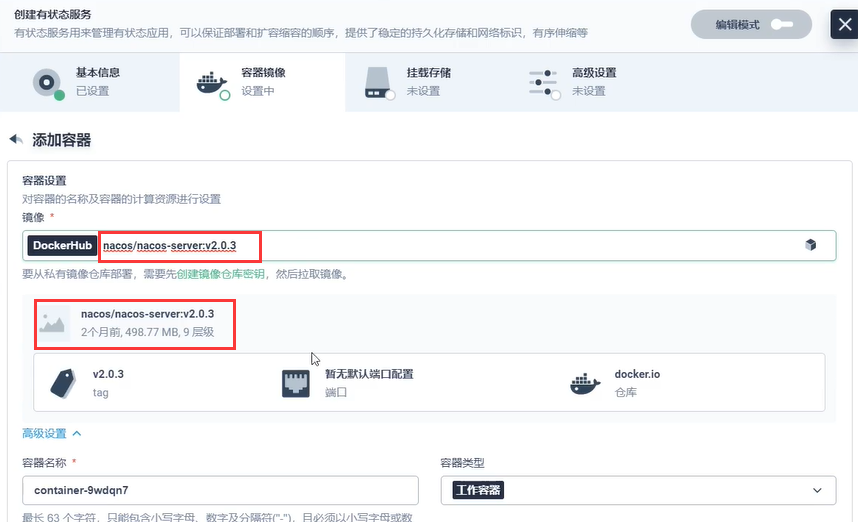 创建有状态服务
有状态服务用来管理有状态应用，可以保证部署和扩容缩容的顺序，提供了稳定的持久化存储和网络标识，有序伸缩等
编辑模式
基本信息
已设置
容器镜像
设置中
挂载存储
未设置
高级设置
未设置
添加容器
容器设置
对容器的名称及容器的计算资源进行设置
镜像 *
DockerHub nacos/nacos-server:v2.0.3
要从私有镜像仓库部署，需要先创建镜像仓库密钥，然后拉取镜像。
nacos/nacos-server:v2.0.3
2个月前, 498.77 MB, 9 层级
v2.0.3
tag
暂无默认端口配置
端口
docker.io
仓库
高级设置
容器名称 *
容器类型
container-9wdqn7
工作容器
最长 63 个字符，只能包含小写字母、数字及分隔符("-")，且必须以小写字母或数